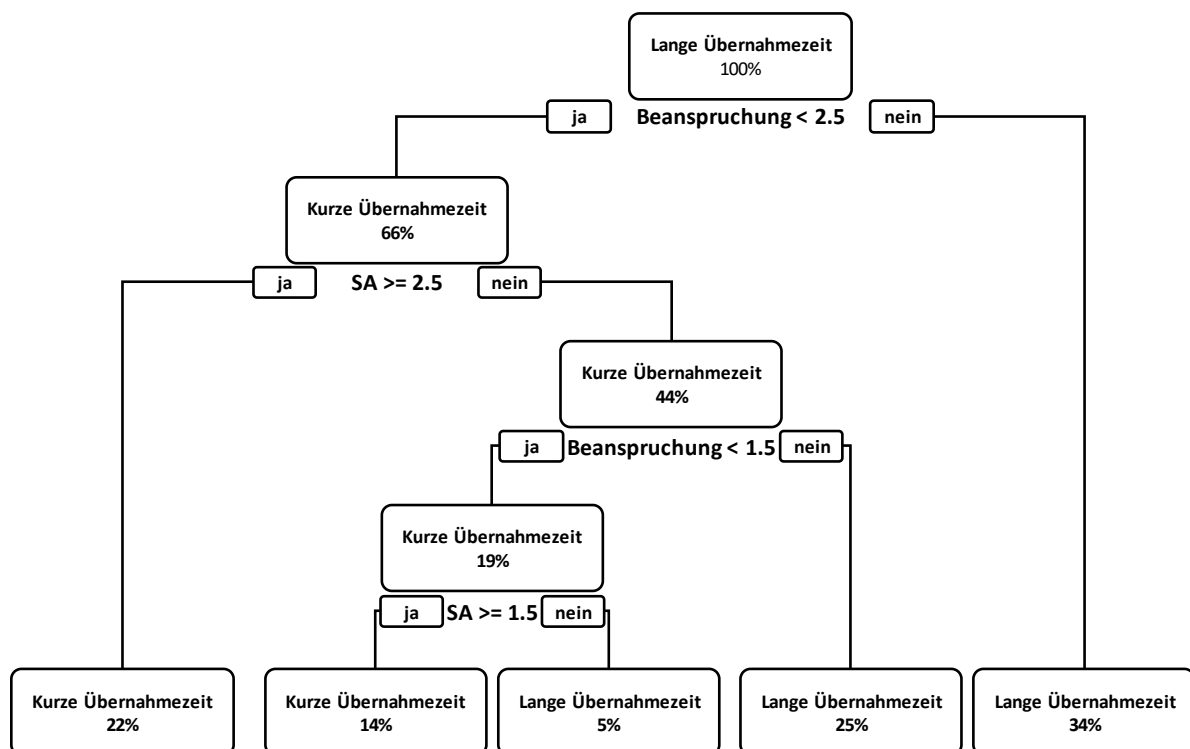 Lange Übernahmezeit
100%
ja Beanspruchung < 2.5 nein
Kurze Übernahmezeit
66%
ja SA >= 2.5 nein
Kurze Übernahmezeit
44%
ja Beanspruchung < 1.5 nein
Kurze Übernahmezeit
19%
ja SA >= 1.5 nein
Kurze Übernahmezeit
22%
Kurze Übernahmezeit
14%
Lange Übernahmezeit
5%
Lange Übernahmezeit
25%
Lange Übernahmezeit
34%